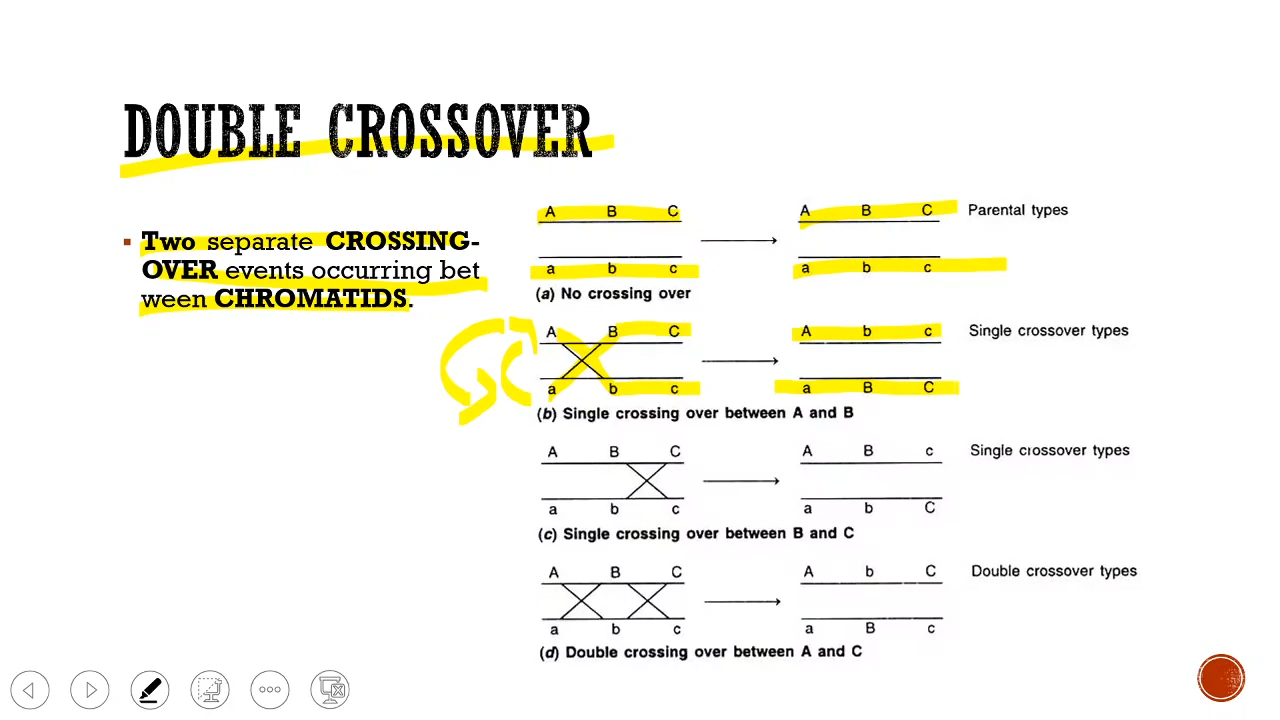 DOUBLE CROSSOVER
Two separate CROSSING-
OVER events occurring bet
ween CHROMATIDS.
A B C A B C Parental types
a b c a b c
(a) No crossing over
SCX
A B C A b c Single crossover types
a b c a B C
(b) Single crossing over between A and B
A B C A B c Single crossover types
a b c a b C
(c) Single crossing over between B and C
A B C A b C Double crossover types
a b c a B c
(d) Double crossing over between A and C